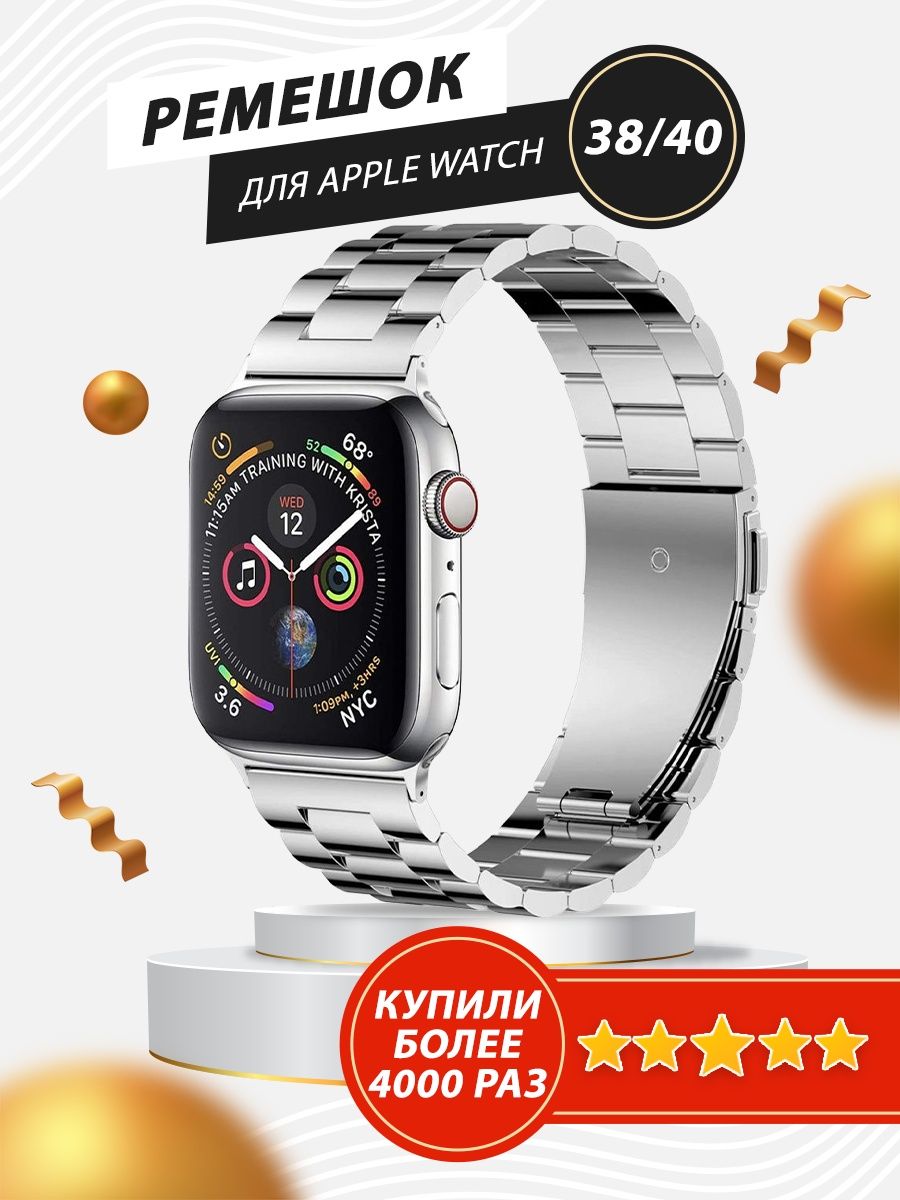 РЕМЕШОК
ДЛЯ APPLE WATCH
38/40
14:59
11:15AM TRAINING WITH KRISTA
52
68°
89
WED
12
UVI
3.6
1:09PM, +3HRS
NYC
КУПИЛИ
БОЛЕЕ
4000 РАЗ